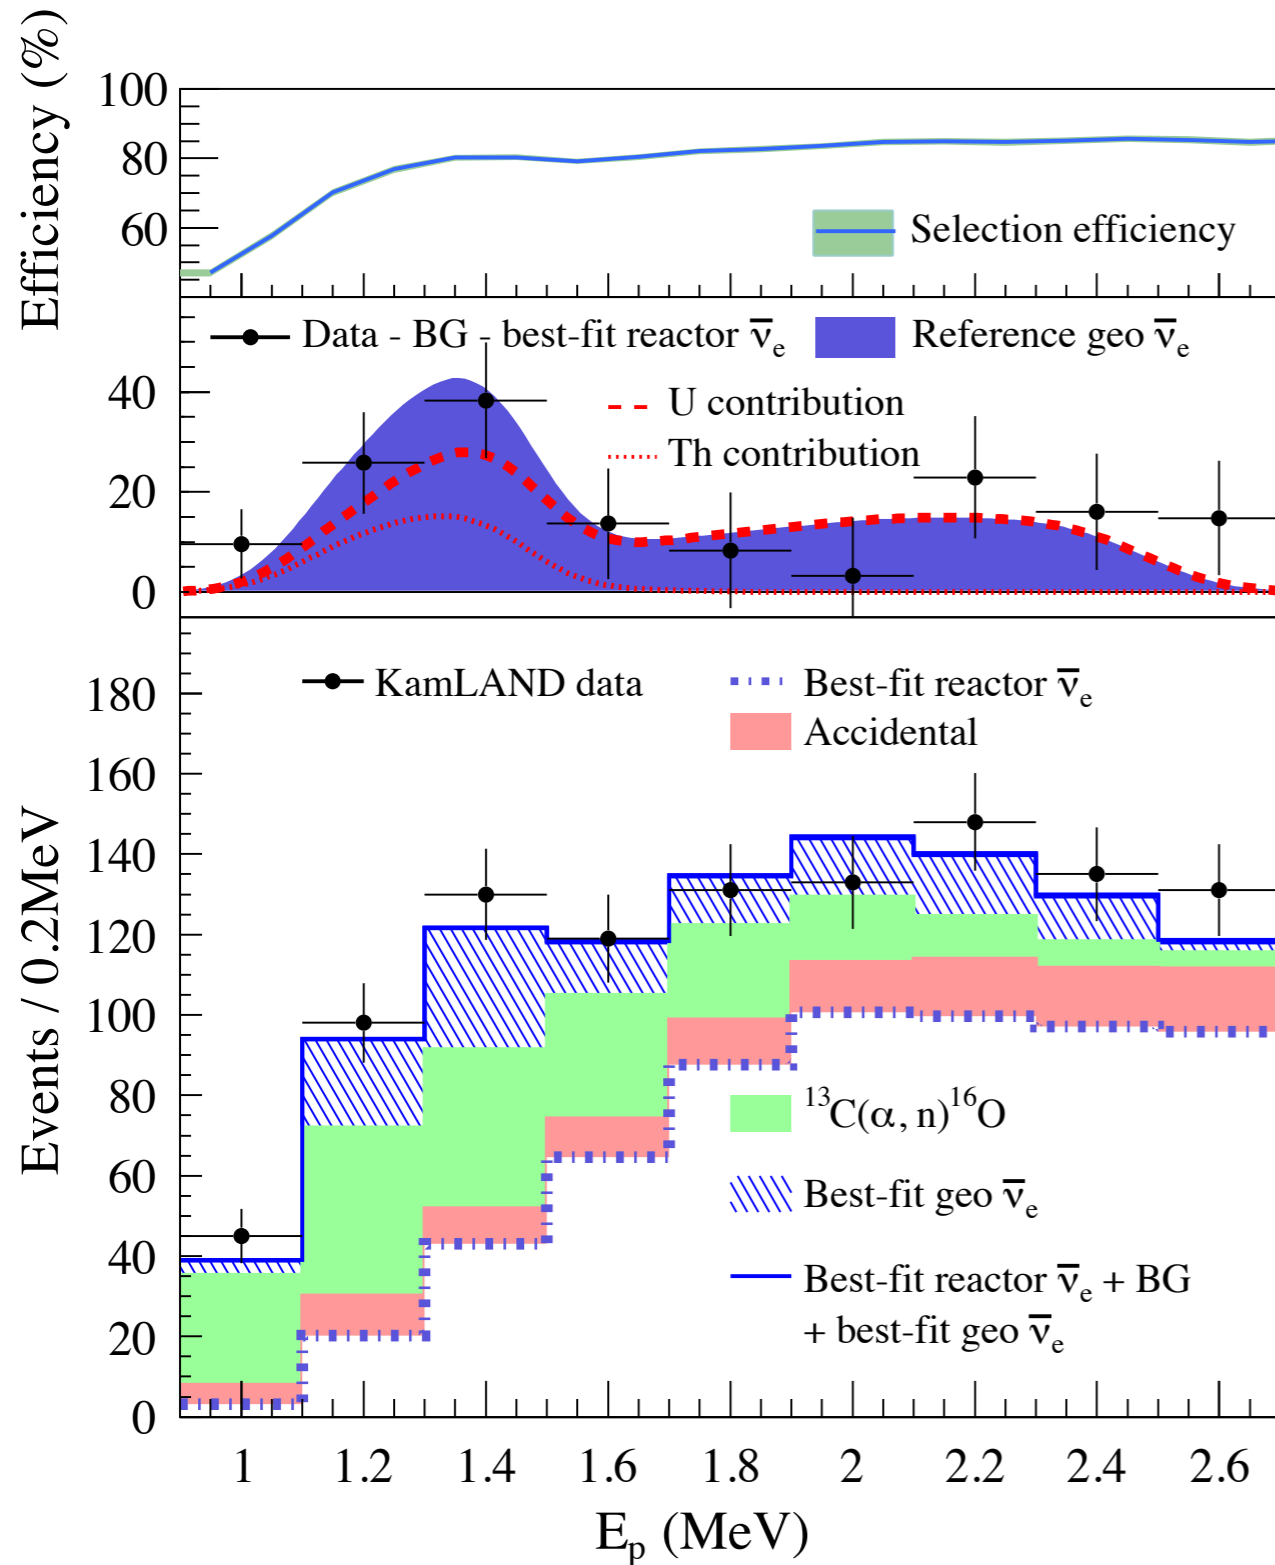 Efficiency (%)
100
80
60
Selection efficiency
Data - BG - best-fit reactor ν̅e
Reference geo ν̅e
40
20
0
U contribution
Th contribution
Events / 0.2MeV
180
160
140
120
100
80
60
40
20
0
KamLAND data
Best-fit reactor ν̅e
Accidental
¹³C(α, n)¹⁶O
Best-fit geo ν̅e
Best-fit reactor ν̅e + BG
+ best-fit geo ν̅e
1 1.2 1.4 1.6 1.8 2 2.2 2.4 2.6
Ep (MeV)